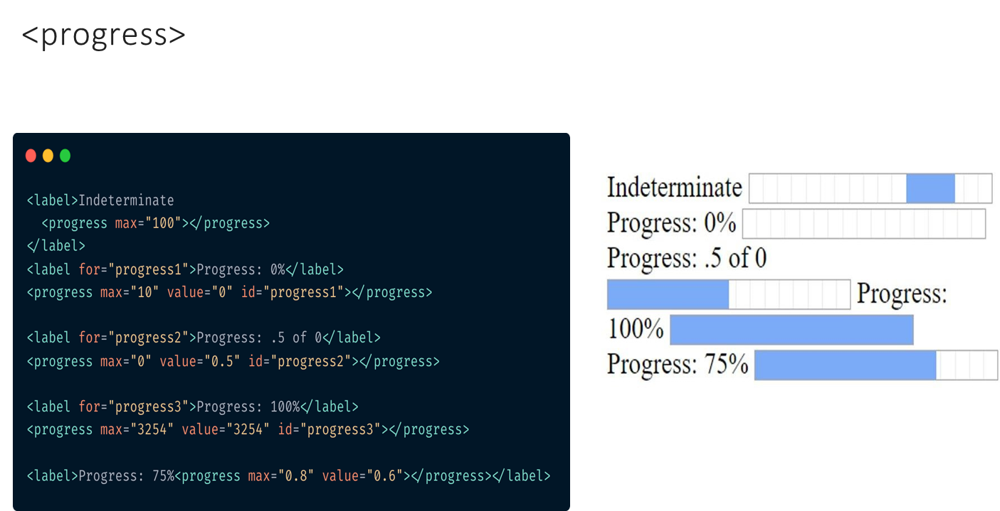 <progress>
<label>Indeterminate
  <progress max="100"></progress>
</label>
<label for="progress1">Progress: 0%</label>
<progress max="10" value="0" id="progress1"></progress>
<label for="progress2">Progress: .5 of 0</label>
<progress max="0" value="0.5" id="progress2"></progress>
<label for="progress3">Progress: 100%</label>
<progress max="3254" value="3254" id="progress3"></progress>
<label>Progress: 75%<progress max="0.8" value="0.6"></progress></label>
Indeterminate
Progress: 0%
Progress: .5 of 0
Progress:
100%
Progress: 75%